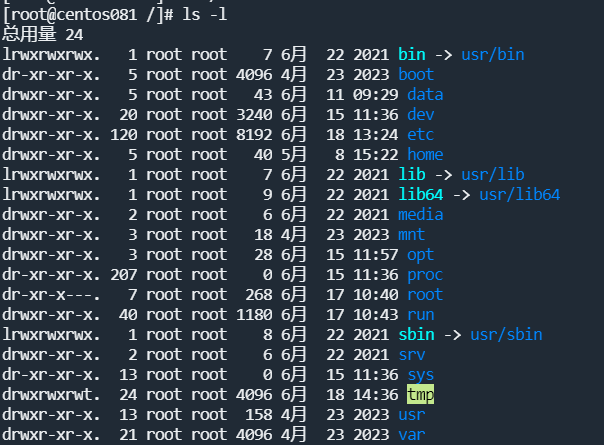 [root@centos081 /]# ls -l
总用量 24
lrwxrwxrwx.   1 root root    7 6月  22 2021 bin -> usr/bin
dr-xr-xr-x.   5 root root 4096 4月  23 2023 boot
drwxr-xr-x.   5 root root   43 6月  11 09:29 data
drwxr-xr-x.  20 root root 3240 6月  15 11:36 dev
drwxr-xr-x. 120 root root 8192 6月  18 13:24 etc
drwxr-xr-x.   5 root root   40 5月   8 15:22 home
lrwxrwxrwx.   1 root root    7 6月  22 2021 lib -> usr/lib
lrwxrwxrwx.   1 root root    9 6月  22 2021 lib64 -> usr/lib64
drwxr-xr-x.   2 root root    6 6月  22 2021 media
drwxr-xr-x.   3 root root   18 4月  23 2023 mnt
drwxr-xr-x.   3 root root   28 6月  15 11:57 opt
dr-xr-xr-x. 207 root root    0 6月  15 11:36 proc
dr-xr-x---.   7 root root  268 6月  17 10:40 root
drwxr-xr-x.  40 root root 1180 6月  17 10:43 run
lrwxrwxrwx.   1 root root    8 6月  22 2021 sbin -> usr/sbin
drwxr-xr-x.   2 root root    6 6月  22 2021 srv
dr-xr-xr-x.  13 root root    0 6月  15 11:36 sys
drwxrwxrwt.  24 root root 4096 6月  18 14:36 tmp
drwxr-xr-x.  13 root root  158 4月  23 2023 usr
drwxr-xr-x.  21 root root 4096 4月  23 2023 var